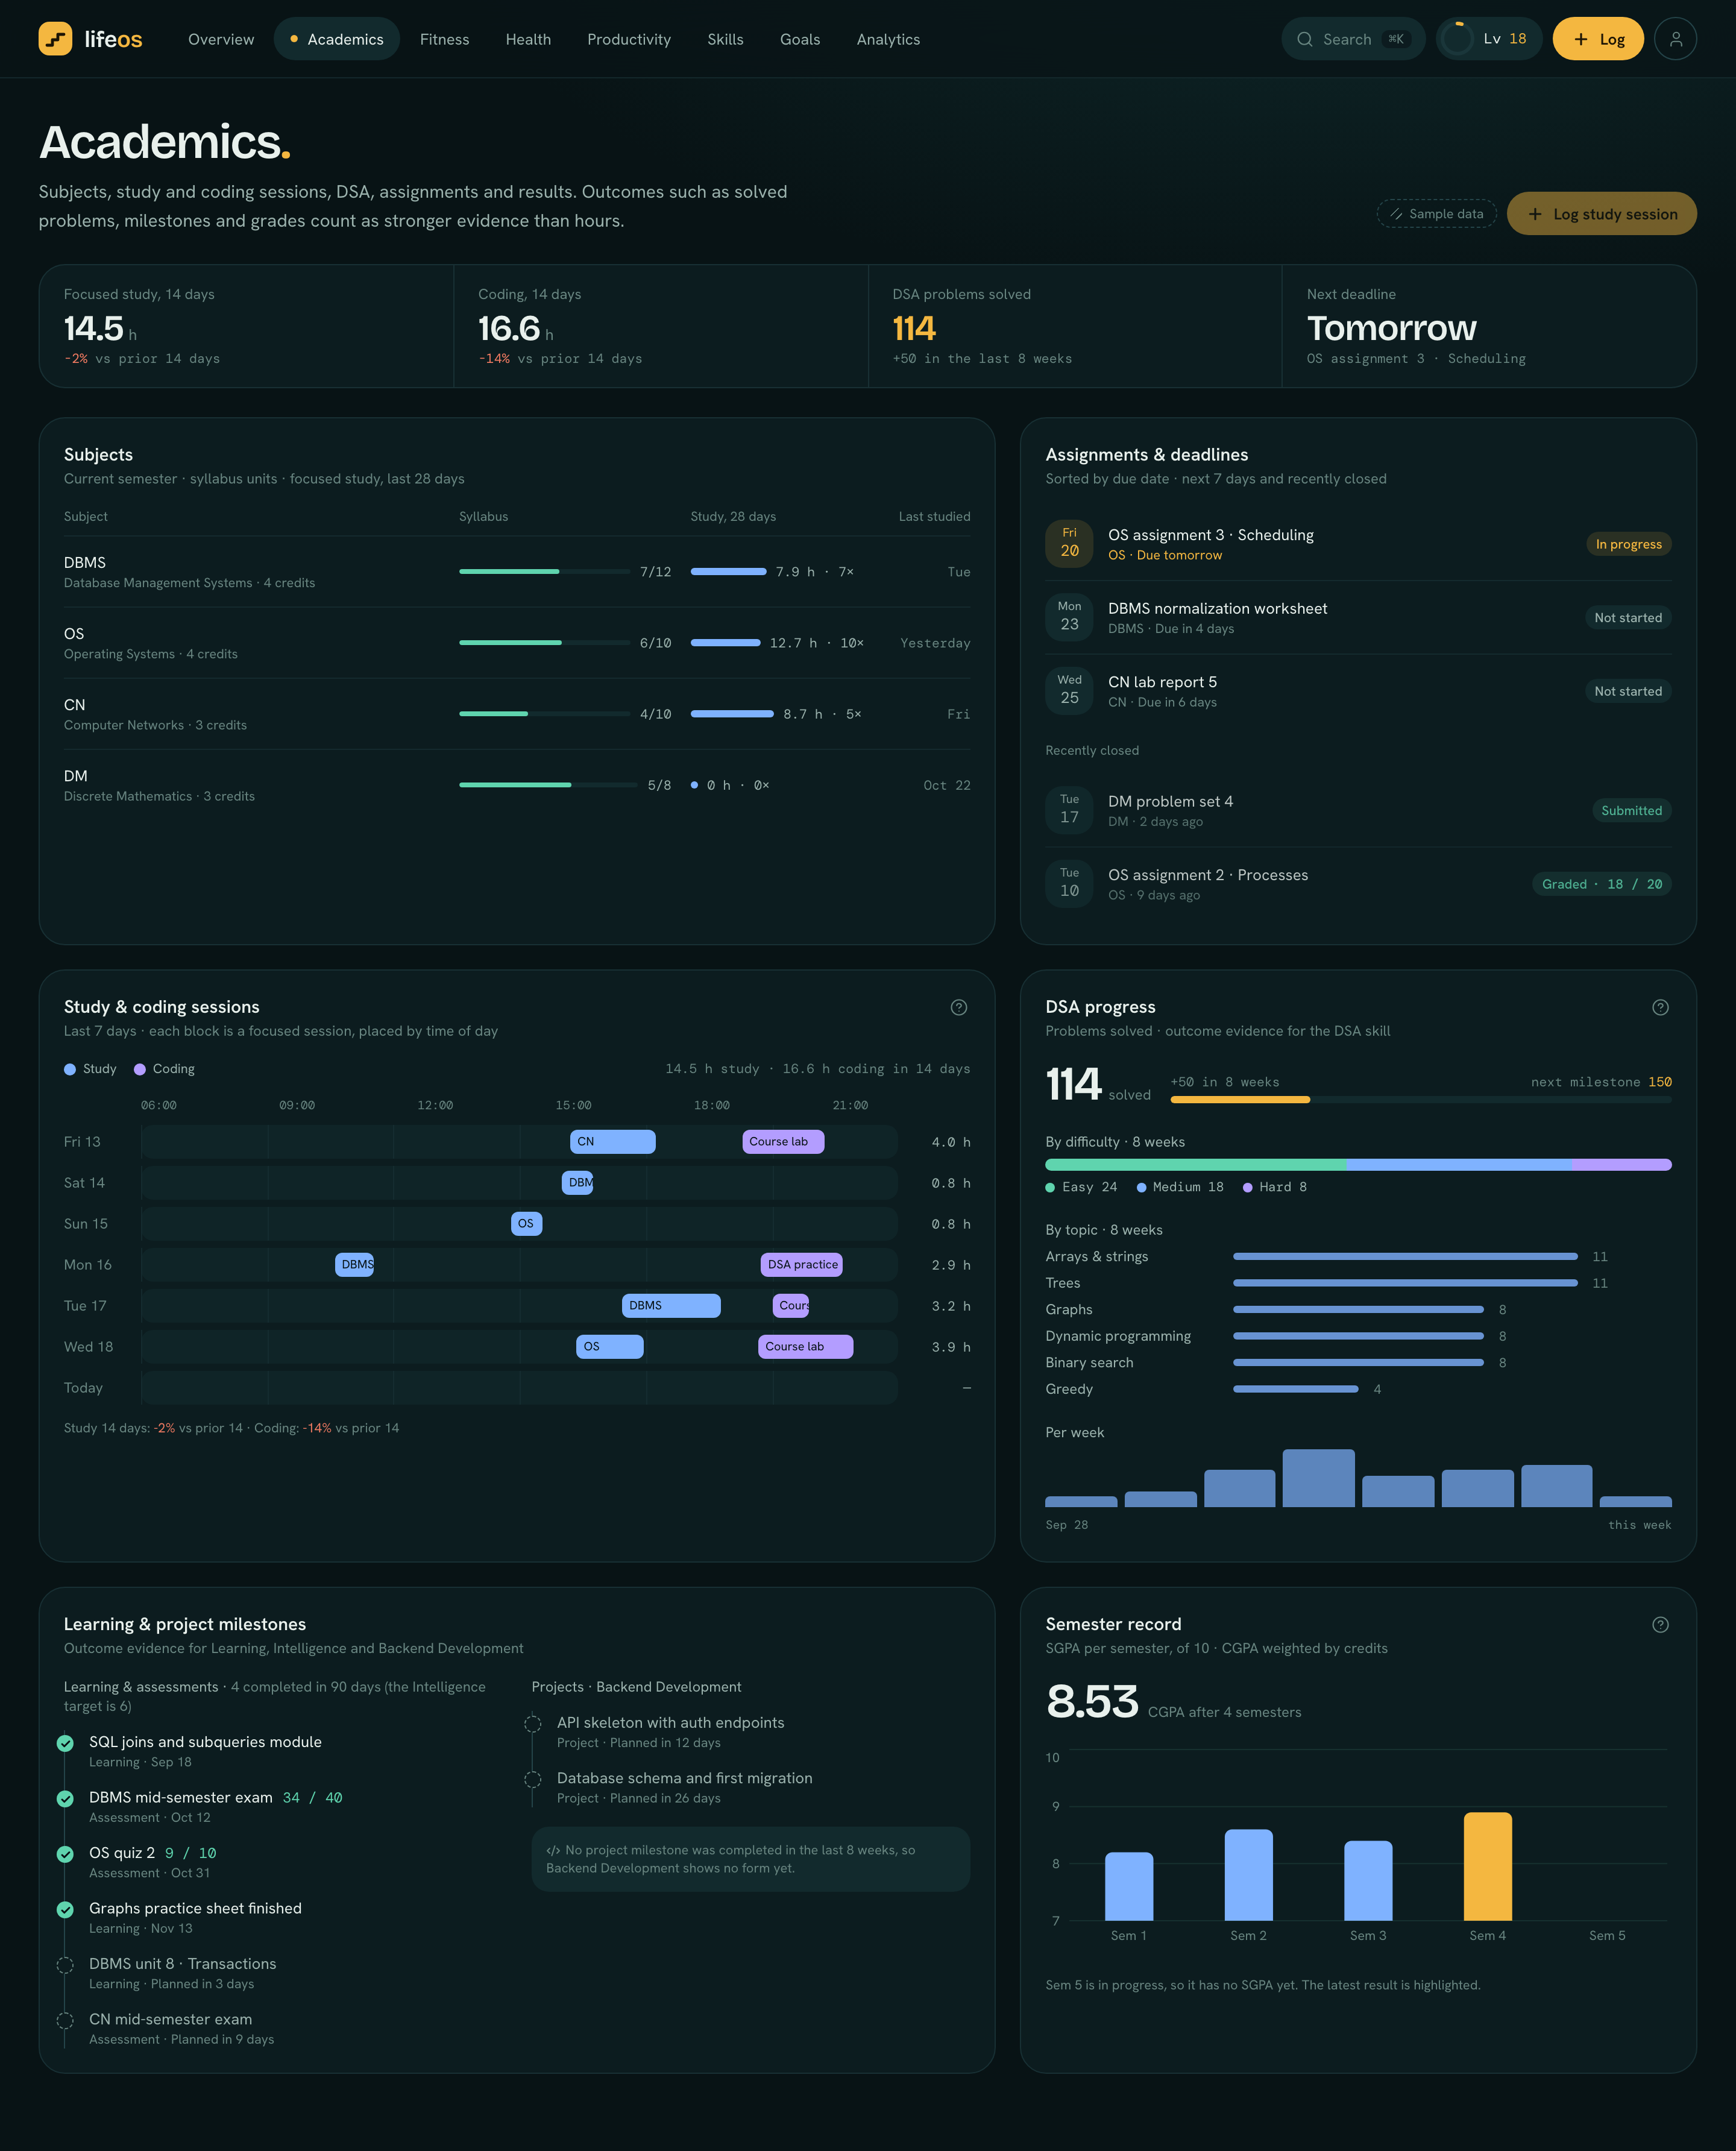 lifeos
Overview
Academics
Fitness
Health
Productivity
Skills
Goals
Analytics
Search ⌘K
Lv 18
+ Log
Academics.
Subjects, study and coding sessions, DSA, assignments and results. Outcomes such as solved
problems, milestones and grades count as stronger evidence than hours.
Sample data
+ Log study session
Focused study, 14 days
14.5 h
-2% vs prior 14 days
Coding, 14 days
16.6 h
-14% vs prior 14 days
DSA problems solved
114
+50 in the last 8 weeks
Next deadline
Tomorrow
OS assignment 3 · Scheduling
Subjects
Current semester · syllabus units · focused study, last 28 days
Subject Syllabus Study, 28 days Last studied
DBMS
Database Management Systems · 4 credits
7/12 7.9 h · 7× Tue
OS
Operating Systems · 4 credits
6/10 12.7 h · 10× Yesterday
CN
Computer Networks · 3 credits
4/10 8.7 h · 5× Fri
DM
Discrete Mathematics · 3 credits
5/8 0 h · 0× Oct 22
Assignments & deadlines
Sorted by due date · next 7 days and recently closed
Fri
20
OS assignment 3 · Scheduling
OS · Due tomorrow
In progress
Mon
23
DBMS normalization worksheet
DBMS · Due in 4 days
Not started
Wed
25
CN lab report 5
CN · Due in 6 days
Not started
Recently closed
Tue
17
DM problem set 4
DM · 2 days ago
Submitted
Tue
10
OS assignment 2 · Processes
OS · 9 days ago
Graded · 18 / 20
Study & coding sessions
Last 7 days · each block is a focused session, placed by time of day
Study Coding
14.5 h study · 16.6 h coding in 14 days
06:00 09:00 12:00 15:00 18:00 21:00
Fri 13 CN Course lab 4.0 h
Sat 14 DBM 0.8 h
Sun 15 OS 0.8 h
Mon 16 DBMS DSA practice 2.9 h
Tue 17 DBMS Cours 3.2 h
Wed 18 OS Course lab 3.9 h
Today —
Study 14 days: -2% vs prior 14 · Coding: -14% vs prior 14
DSA progress
Problems solved · outcome evidence for the DSA skill
114 solved
+50 in 8 weeks
next milestone 150
By difficulty · 8 weeks
Easy 24 Medium 18 Hard 8
By topic · 8 weeks
Arrays & strings 11
Trees 11
Graphs 8
Dynamic programming 8
Binary search 8
Greedy 4
Per week
Sep 28 this week
Learning & project milestones
Outcome evidence for Learning, Intelligence and Backend Development
Learning & assessments · 4 completed in 90 days (the Intelligence
target is 6)
SQL joins and subqueries module
Learning · Sep 18
DBMS mid-semester exam 34 / 40
Assessment · Oct 12
OS quiz 2 9 / 10
Assessment · Oct 31
Graphs practice sheet finished
Learning · Nov 13
DBMS unit 8 · Transactions
Learning · Planned in 3 days
CN mid-semester exam
Assessment · Planned in 9 days
Projects · Backend Development
API skeleton with auth endpoints
Project · Planned in 12 days
Database schema and first migration
Project · Planned in 26 days
No project milestone was completed in the last 8 weeks, so
Backend Development shows no form yet.
Semester record
SGPA per semester, of 10 · CGPA weighted by credits
8.53 CGPA after 4 semesters
10
9
8
7
Sem 1 Sem 2 Sem 3 Sem 4 Sem 5
Sem 5 is in progress, so it has no SGPA yet. The latest result is highlighted.